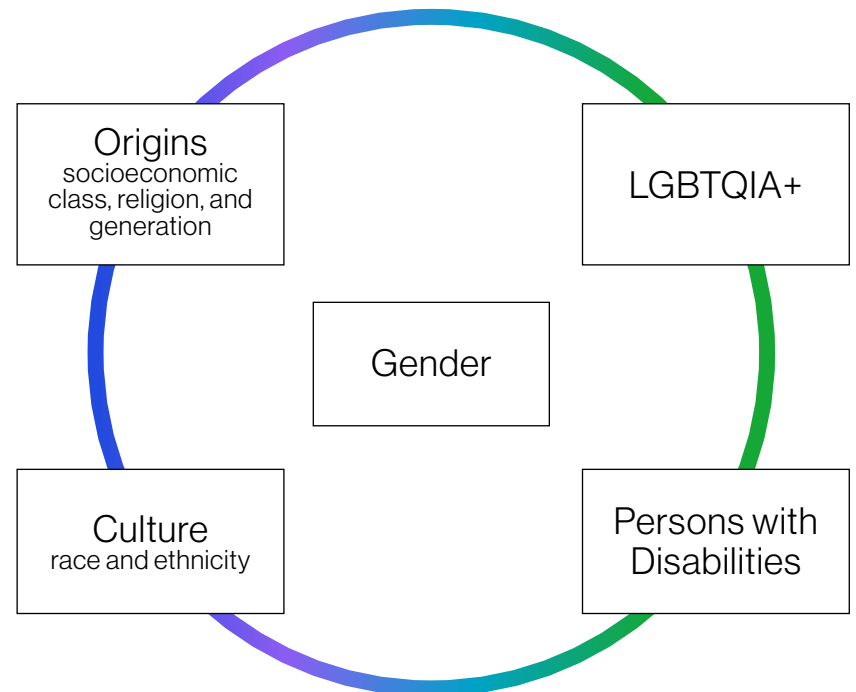 Origins
socioeconomic
class, religion, and
generation
LGBTQIA+
Gender
Culture
race and ethnicity
Persons with
Disabilities